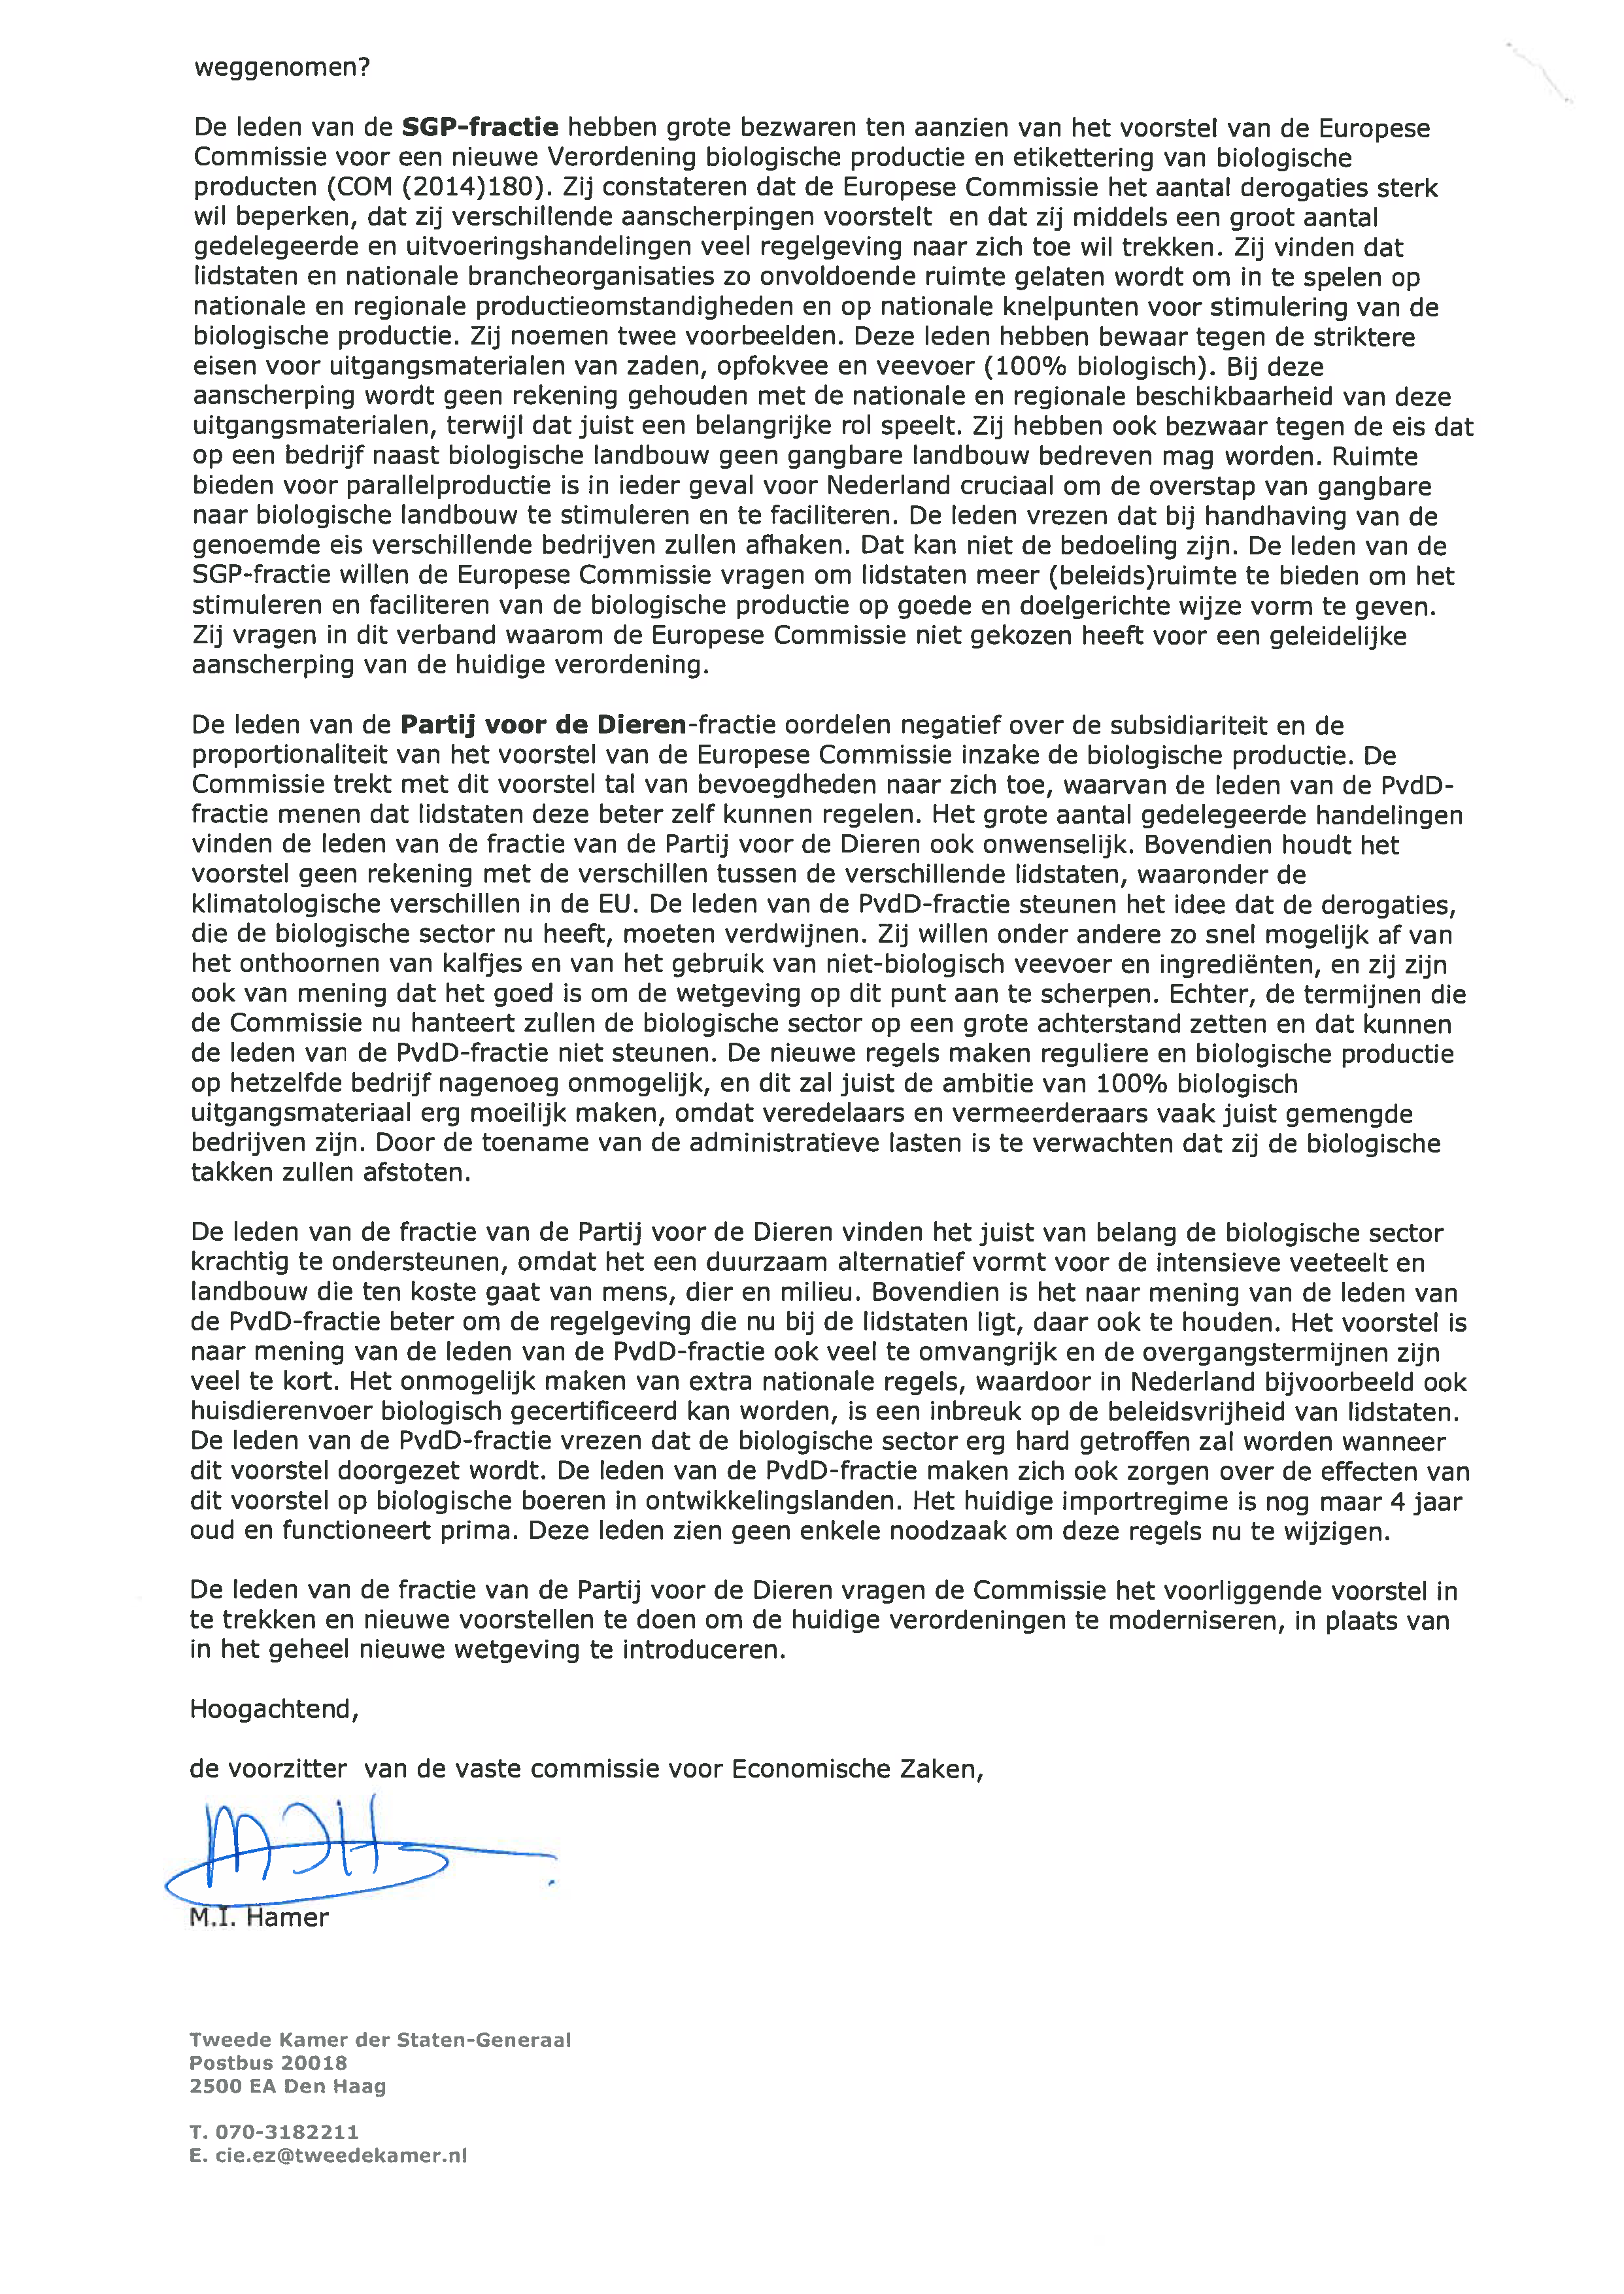 weggenomen?
De leden van de SGP-fractie hebben grote bezwaren ten aanzien van het voorstel van de Europese
Commissie voor een nieuwe Verordening biologische productie en etikettering van biologische
producten (COM (2014)180). Zij constateren dat de Europese Commissie het aantal derogaties sterk
wil beperken, dat zij verschillende aanscherpingen voorstelt en dat zij middels een groot aantal
gedelegeerde en uitvoeringshandelingen veel regelgeving naar zich toe wil trekken. Zij vinden dat
lidstaten en nationale brancheorganisaties zo onvoldoende ruimte gelaten wordt om in te spelen op
nationale en regionale productieomstandigheden en op nationale knelpunten voor stimulering van de
biologische productie. Zij noemen twee voorbeelden. Deze leden hebben bewaar tegen de striktere
eisen voor uitgangsmaterialen van zaden, opfokvee en veevoer (100% biologisch). Bij deze
aanscherping wordt geen rekening gehouden met de nationale en regionale beschikbaarheid van deze
uitgangsmaterialen, terwijl dat juist een belangrijke rol speelt. Zij hebben ook bezwaar tegen de eis dat
op een bedrijf naast biologische landbouw geen gangbare landbouw bedreven mag worden. Ruimte
bieden voor parallelproductie is in ieder geval voor Nederland cruciaal om de overstap van gangbare
naar biologische landbouw te stimuleren en te faciliteren. De leden vrezen dat bij handhaving van de
genoemde eis verschillende bedrijven zullen afhaken. Dat kan niet de bedoeling zijn. De leden van de
SGP-fractie willen de Europese Commissie vragen om lidstaten meer (beleids)ruimte te bieden om het
stimuleren en faciliteren van de biologische productie op goede en doelgerichte wijze vorm te geven.
Zij vragen in dit verband waarom de Europese Commissie niet gekozen heeft voor een geleidelijke
aanscherping van de huidige verordening.
De leden van de Partij voor de Dieren-fractie oordelen negatief over de subsidiariteit en de
proportionaliteit van het voorstel van de Europese Commissie inzake de biologische productie. De
Commissie trekt met dit voorstel tal van bevoegdheden naar zich toe, waarvan de leden van de PvdD-
fractie menen dat lidstaten deze beter zelf kunnen regelen. Het grote aantal gedelegeerde handelingen
vinden de leden van de fractie van de Partij voor de Dieren ook onwenselijk. Bovendien houdt het
voorstel geen rekening met de verschillen tussen de verschillende lidstaten, waaronder de
klimatologische verschillen in de EU. De leden van de PvdD-fractie steunen het idee dat de derogaties,
die de biologische sector nu heeft, moeten verdwijnen. Zij willen onder andere zo snel mogelijk af van
het onthoornen van kalfjes en van het gebruik van niet-biologisch veevoer en ingrediënten, en zij zijn
ook van mening dat het goed is om de wetgeving op dit punt aan te scherpen. Echter, de termijnen die
de Commissie nu hanteert zullen de biologische sector op een grote achterstand zetten en dat kunnen
de leden van de PvdD-fractie niet steunen. De nieuwe regels maken reguliere en biologische productie
op hetzelfde bedrijf nagenoeg onmogelijk, en dit zal juist de ambitie van 100% biologisch
uitgangsmateriaal erg moeilijk maken, omdat veredelaars en vermeerderaars vaak juist gemengde
bedrijven zijn. Door de toename van de administratieve lasten is te verwachten dat zij de biologische
takken zullen afstoten.
De leden van de fractie van de Partij voor de Dieren vinden het juist van belang de biologische sector
krachtig te ondersteunen, omdat het een duurzaam alternatief vormt voor de intensieve veeteelt en
landbouw die ten koste gaat van mens, dier en milieu. Bovendien is het naar mening van de leden van
de PvdD-fractie beter om de regelgeving die nu bij de lidstaten ligt, daar ook te houden. Het voorstel is
naar mening van de leden van de PvdD-fractie ook veel te omvangrijk en de overgangstermijnen zijn
veel te kort. Het onmogelijk maken van extra nationale regels, waardoor in Nederland bijvoorbeeld ook
huisdierenvoer biologisch gecertificeerd kan worden, is een inbreuk op de beleidsvrijheid van lidstaten.
De leden van de PvdD-fractie vrezen dat de biologische sector erg hard getroffen zal worden wanneer
dit voorstel doorgezet wordt. De leden van de PvdD-fractie maken zich ook zorgen over de effecten van
dit voorstel op biologische boeren in ontwikkelingslanden. Het huidige importregime is nog maar 4 jaar
oud en functioneert prima. Deze leden zien geen enkele noodzaak om deze regels nu te wijzigen.
De leden van de fractie van de Partij voor de Dieren vragen de Commissie het voorliggende voorstel in
te trekken en nieuwe voorstellen te doen om de huidige verordeningen te moderniseren, in plaats van
in het geheel nieuwe wetgeving te introduceren.
Hoogachtend,
de voorzitter van de vaste commissie voor Economische Zaken,
M.I. Hamer
Tweede Kamer der Staten-Generaal
Postbus 20018
2500 EA Den Haag
T. 070-3182211
E. cie.ez@tweedekamer.nl